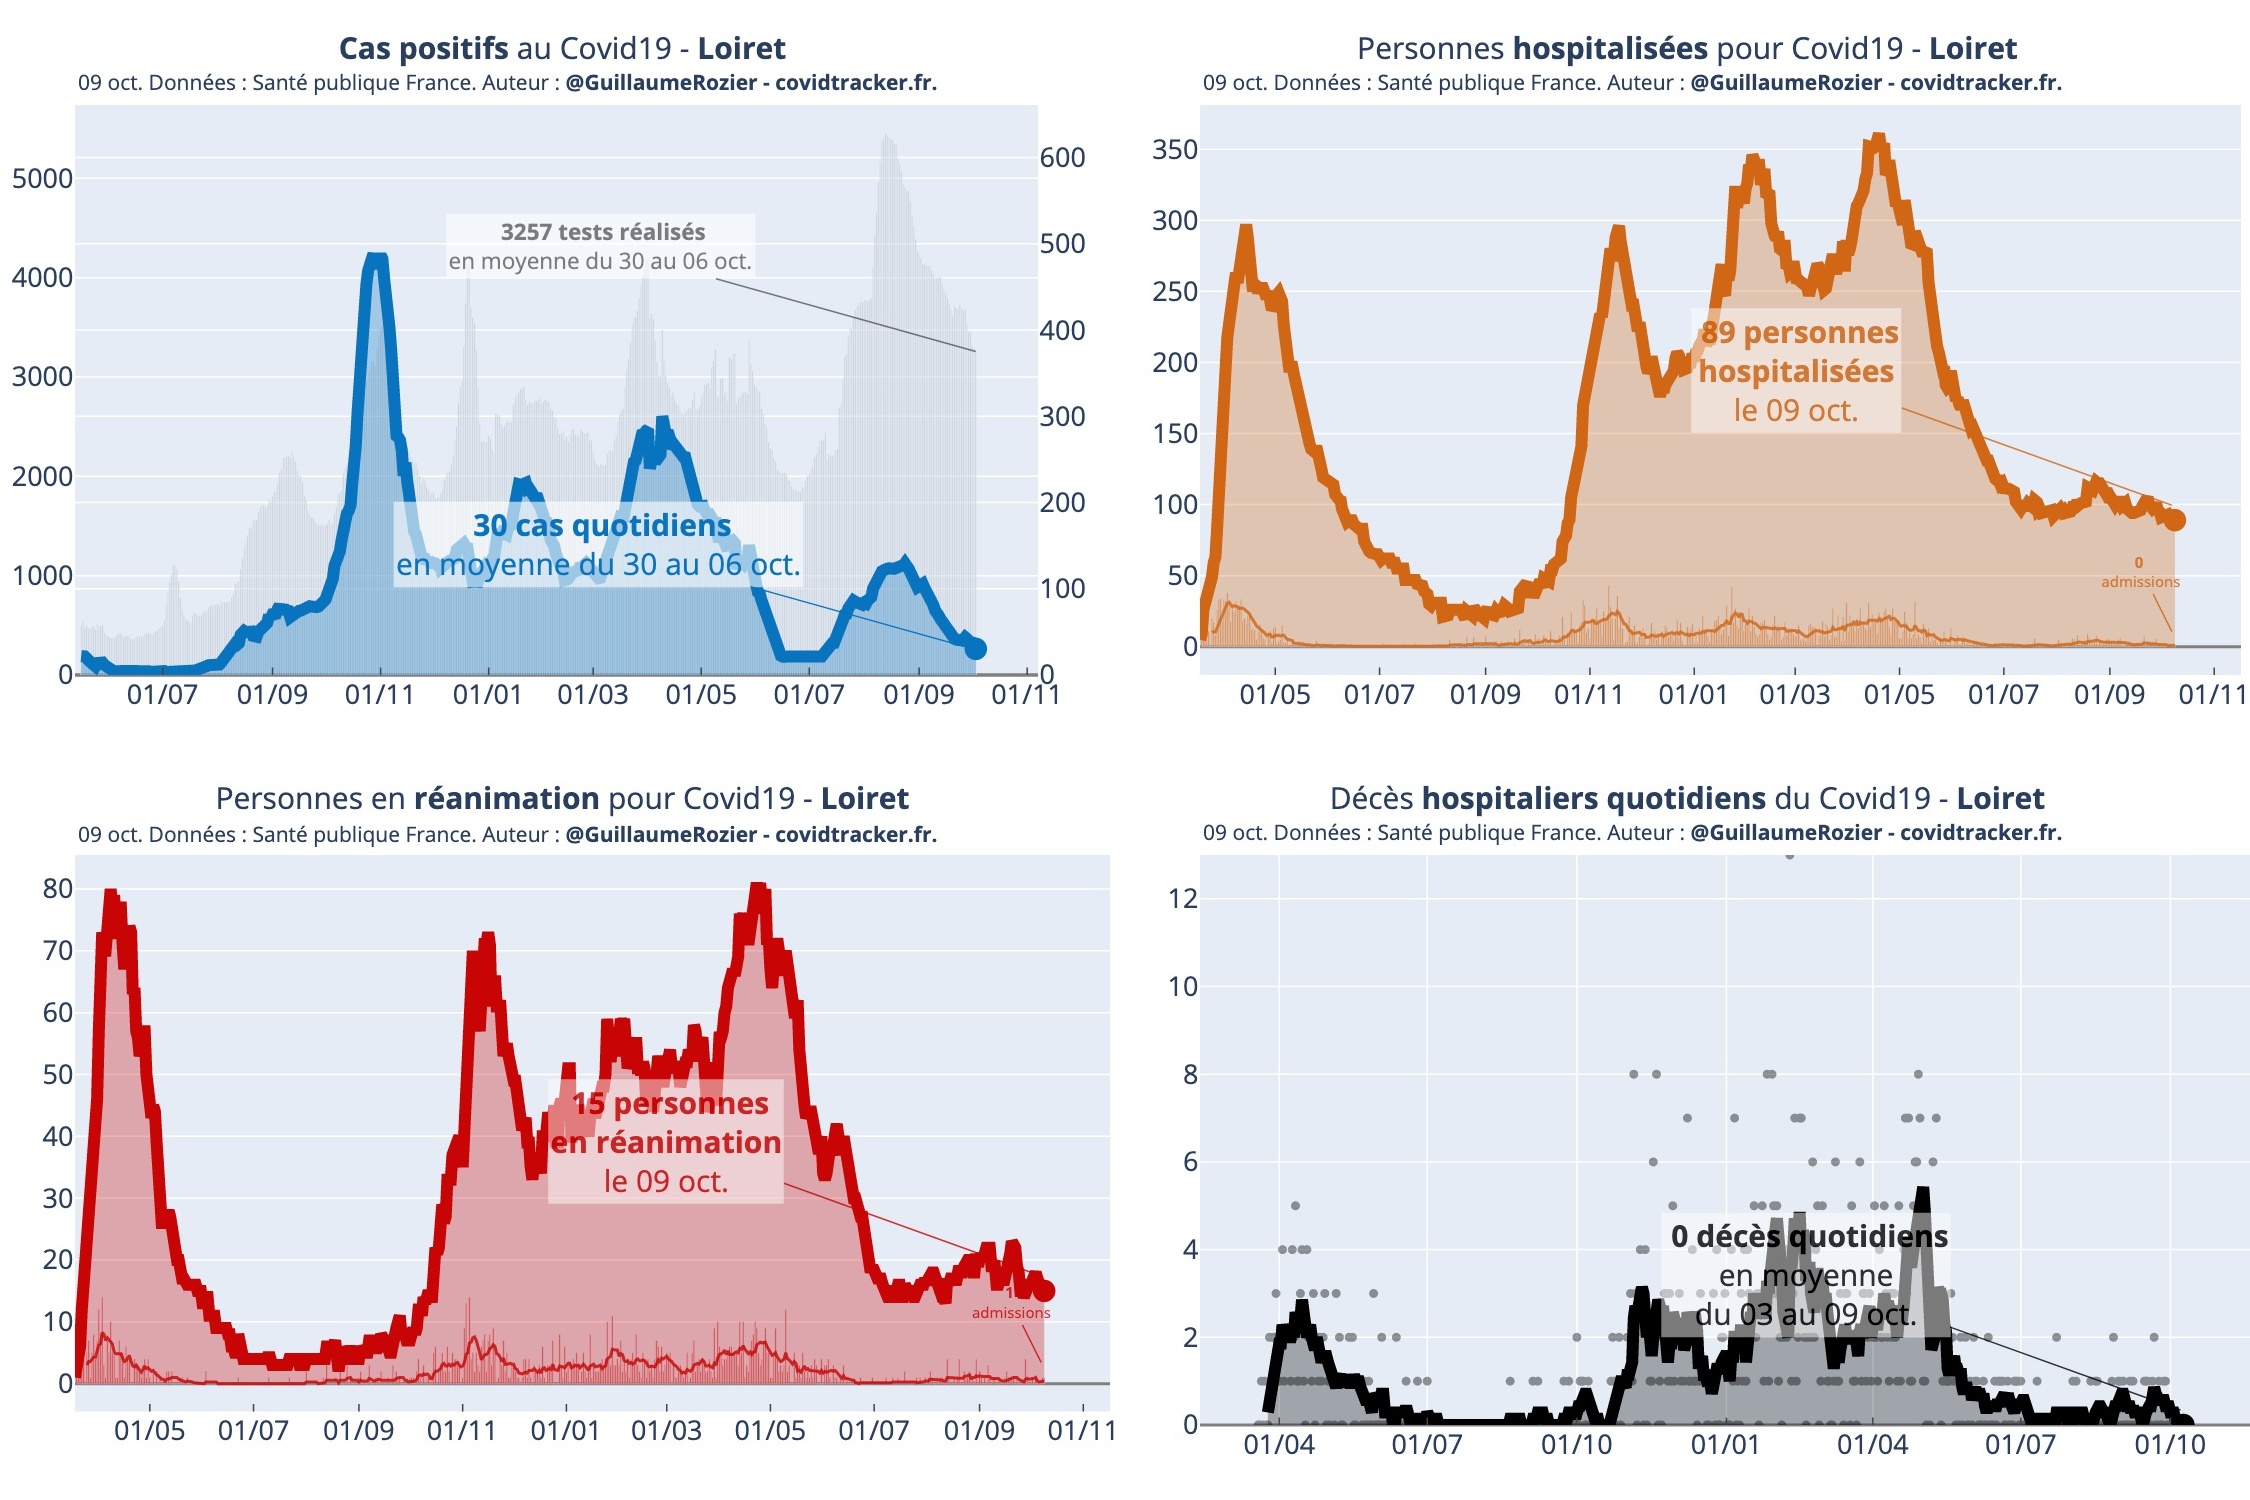 Cas positifs au Covid19 - Loiret
09 oct. Données : Santé publique France. Auteur : @GuillaumeRozier - covidtracker.fr.
5000
4000
3000
2000
1000
0
600
500
400
300
200
100
0
3257 tests réalisés
en moyenne du 30 au 06 oct.
30 cas quotidiens
en moyenne du 30 au 06 oct.
01/07 01/09 01/11 01/01 01/03 01/05 01/07 01/09 01/11
Personnes hospitalisées pour Covid19 - Loiret
09 oct. Données : Santé publique France. Auteur : @GuillaumeRozier - covidtracker.fr.
350
300
250
200
150
100
50
0
89 personnes
hospitalisées
le 09 oct.
0
admissions
01/05 01/07 01/09 01/11 01/01 01/03 01/05 01/07 01/09 01/11
Personnes en réanimation pour Covid19 - Loiret
09 oct. Données : Santé publique France. Auteur : @GuillaumeRozier - covidtracker.fr.
80
70
60
50
40
30
20
10
0
15 personnes
en réanimation
le 09 oct.
1
admissions
01/05 01/07 01/09 01/11 01/01 01/03 01/05 01/07 01/09 01/11
Décès hospitaliers quotidiens du Covid19 - Loiret
09 oct. Données : Santé publique France. Auteur : @GuillaumeRozier - covidtracker.fr.
12
10
8
6
4
2
0
0 décès quotidiens
en moyenne
du 03 au 09 oct.
01/04 01/07 01/10 01/01 01/04 01/07 01/10